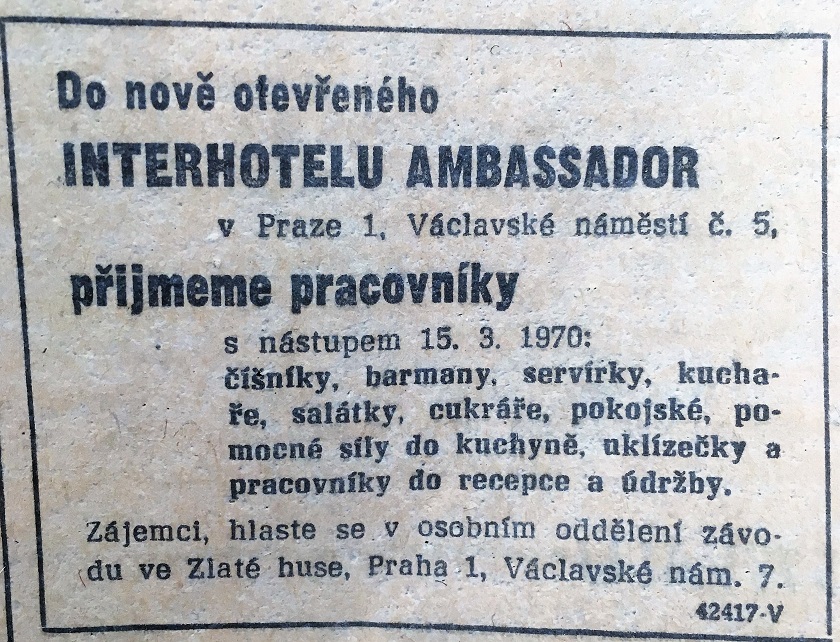 Do nově otevřeného
INTERHOTELU AMBASSADOR
v Praze 1, Václavské náměstí č. 5,
přijmeme pracovníky
s nástupem 15. 3. 1970:
číšníky, barmany, servírky, kucha-
ře, salátky, cukráře, pokojské, po-
mocné síly do kuchyně, uklízečky a
pracovníky do recepce a údržby.
Zájemci, hlaste se v osobním oddělení závo-
du ve Zlaté huse, Praha 1, Václavské nám. 7.
42417-V